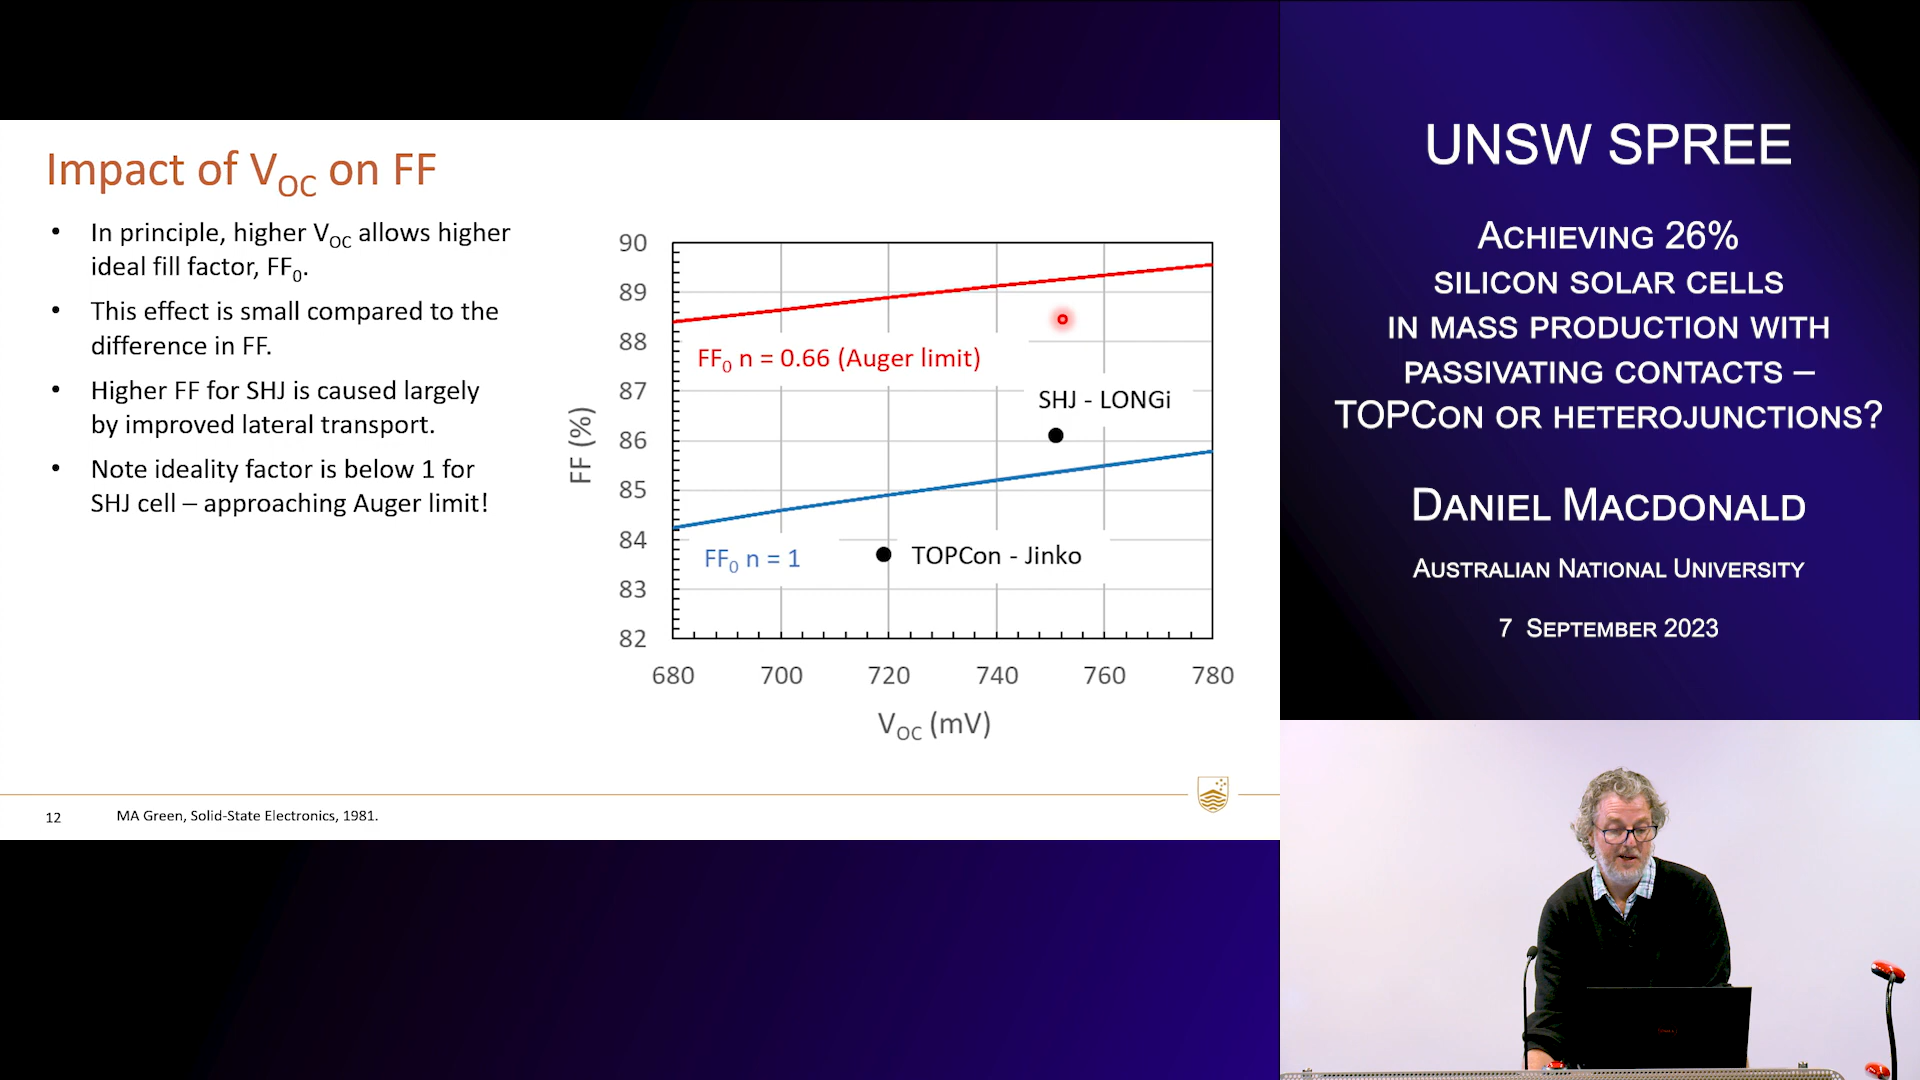 Impact of VOC on FF
• In principle, higher VOC allows higher
ideal fill factor, FF0.
• This effect is small compared to the
difference in FF.
• Higher FF for SHJ is caused largely
by improved lateral transport.
• Note ideality factor is below 1 for
SHJ cell – approaching Auger limit!
90
89
88
87
86
85
84
83
82
FF (%)
FF0 n = 0.66 (Auger limit)
SHJ - LONGi
FF0 n = 1
TOPCon - Jinko
680 700 720 740 760 780
VOC (mV)
12 MA Green, Solid-State Electronics, 1981.
UNSW SPREE
ACHIEVING 26%
SILICON SOLAR CELLS
IN MASS PRODUCTION WITH
PASSIVATING CONTACTS –
TOPCON OR HETEROJUNCTIONS?
DANIEL MACDONALD
AUSTRALIAN NATIONAL UNIVERSITY
7 SEPTEMBER 2023